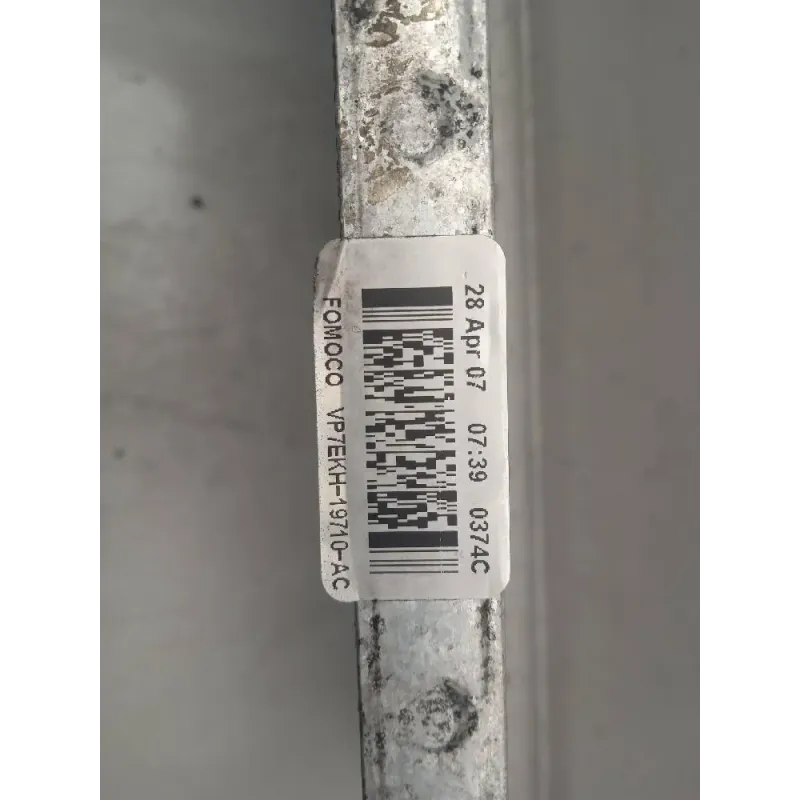 28 Apr 07 07:39 0374C
FOMOCO VP7EKH-19710-AC